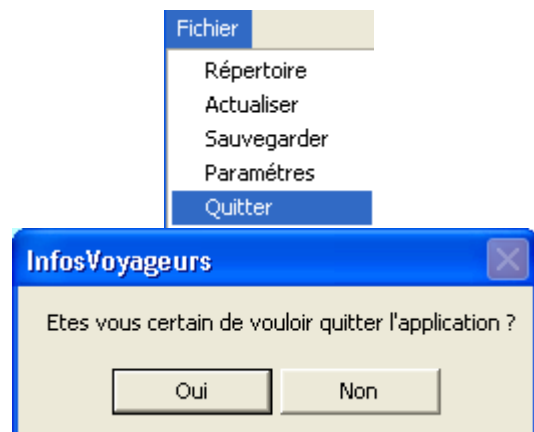 Fichier
Répertoire
Actualiser
Sauvegarder
Paramétres
Quitter
InfosVoyageurs
Etes vous certain de vouloir quitter l'application ?
Oui
Non